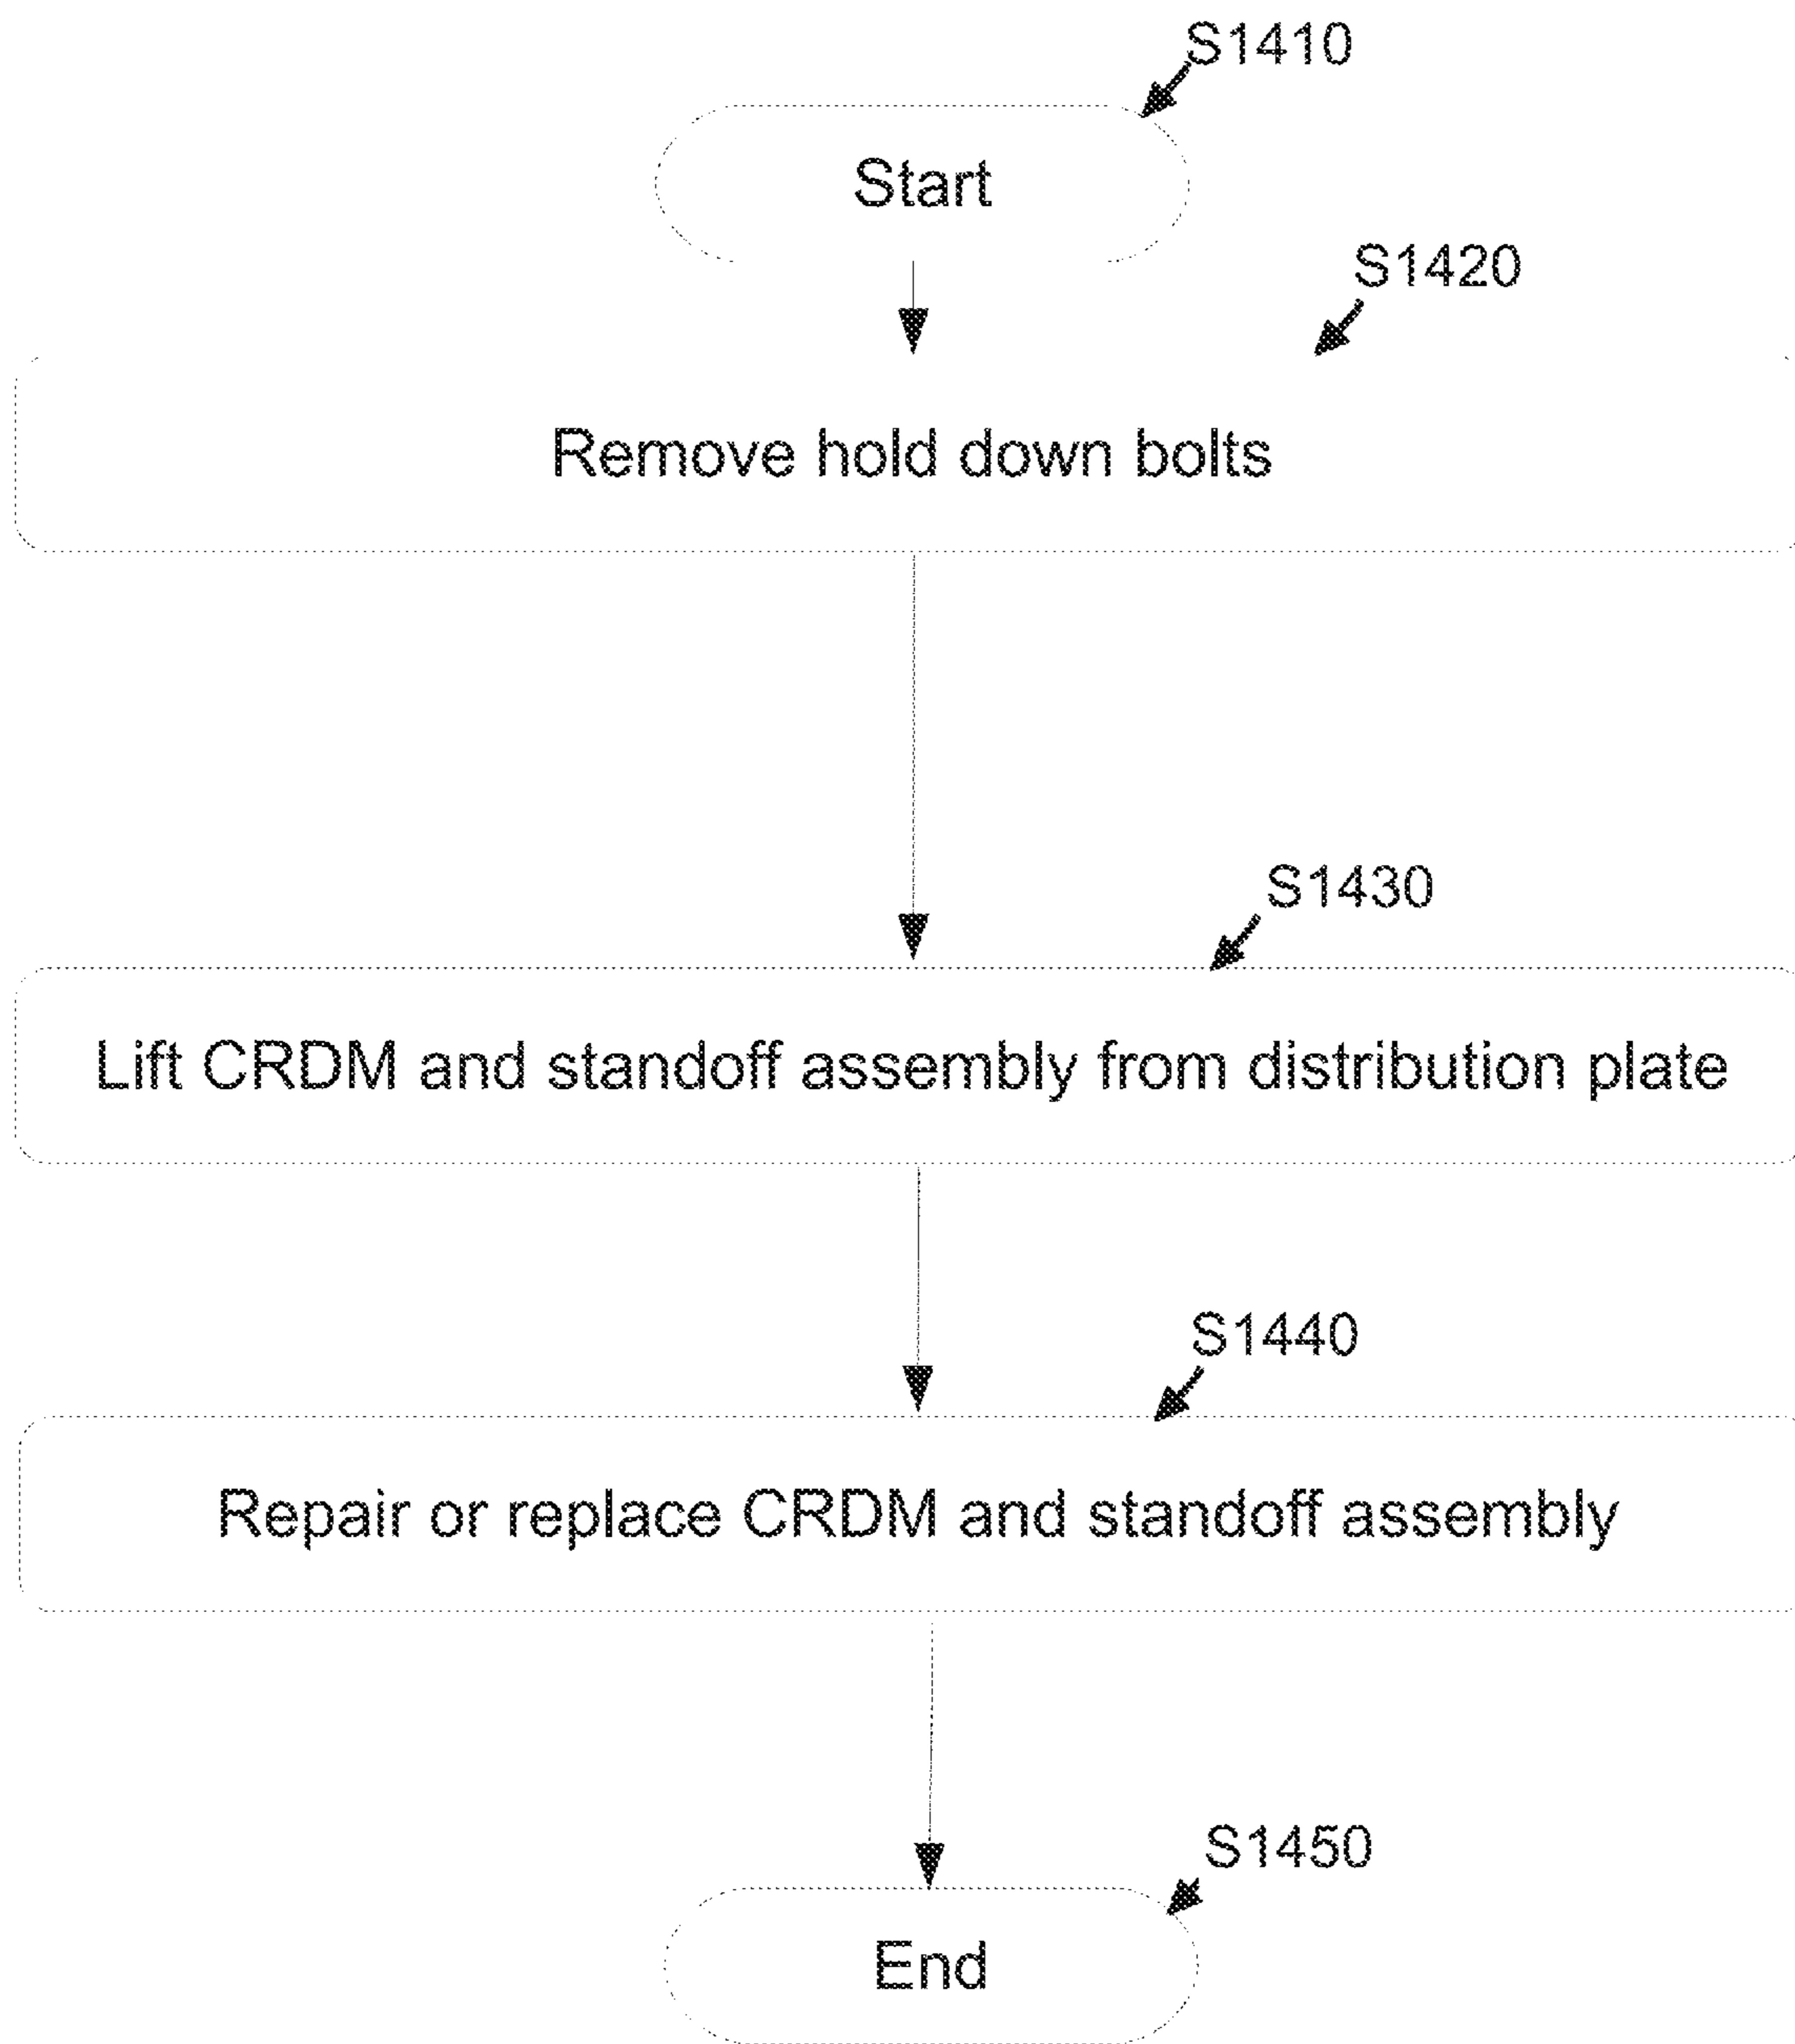 S1410
Start
S1420
Remove hold down bolts
S1430
Lift CRDM and standoff assembly from distribution plate
S1440
Repair or replace CRDM and standoff assembly
S1450
End